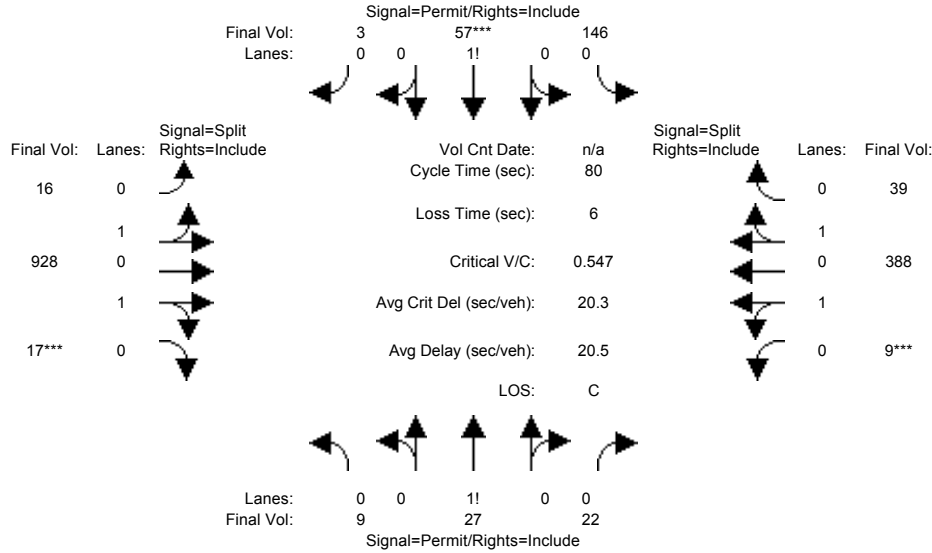 Signal=Permit/Rights=Include
Final Vol: 3 57*** 146
Lanes: 0 0 1! 0 0
Signal=Split Signal=Split
Final Vol: Lanes: Rights=Include Vol Cnt Date: n/a Rights=Include Lanes: Final Vol:
Cycle Time (sec): 80
16 0 0 39
Loss Time (sec): 6
1 1
928 0 Critical V/C: 0.547 0 388
1 Avg Crit Del (sec/veh): 20.3 1
17*** 0 Avg Delay (sec/veh): 20.5 0 9***
LOS: C
Lanes: 0 0 1! 0 0
Final Vol: 9 27 22
Signal=Permit/Rights=Include